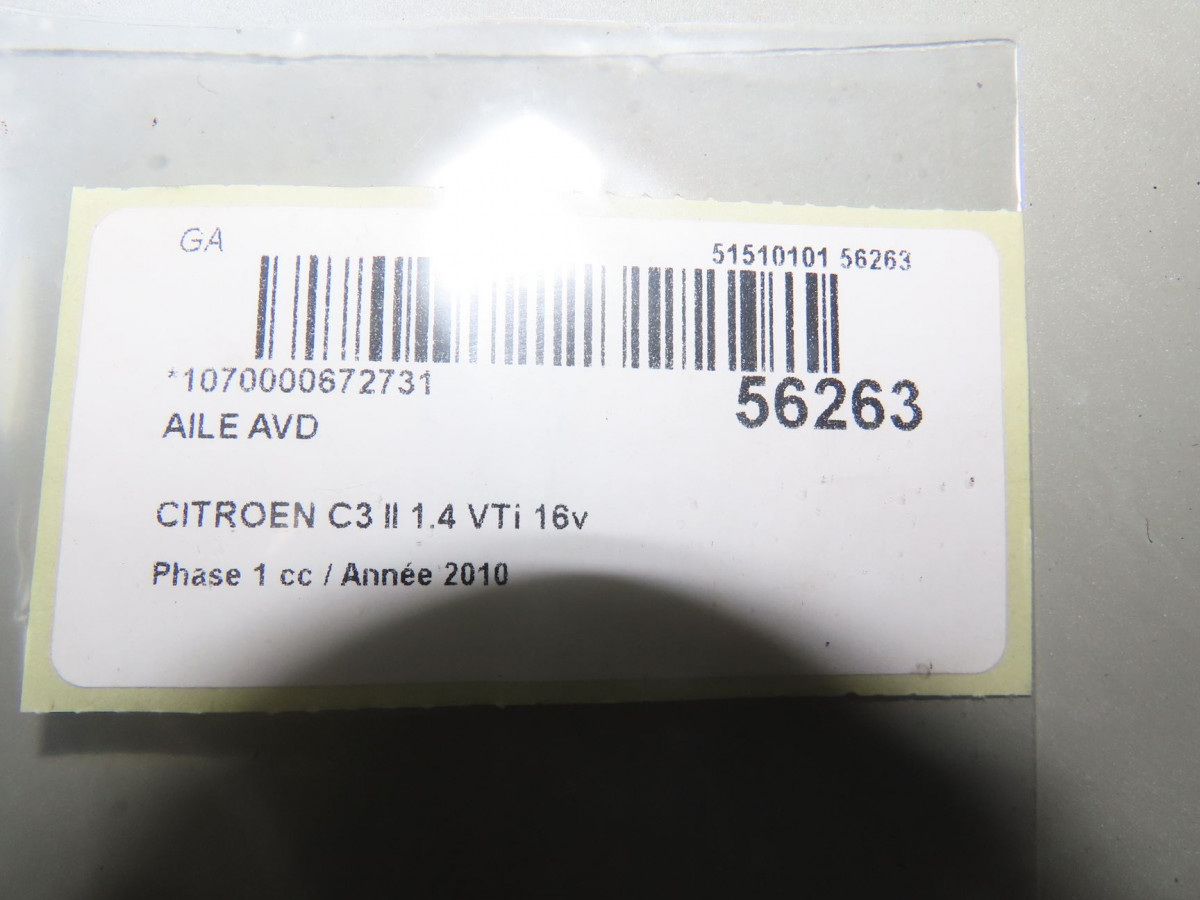 GA
51510101 56263
*1070000672731
56263
AILE AVD
CITROEN C3 II 1.4 VTi 16v
Phase 1 cc / Année 2010